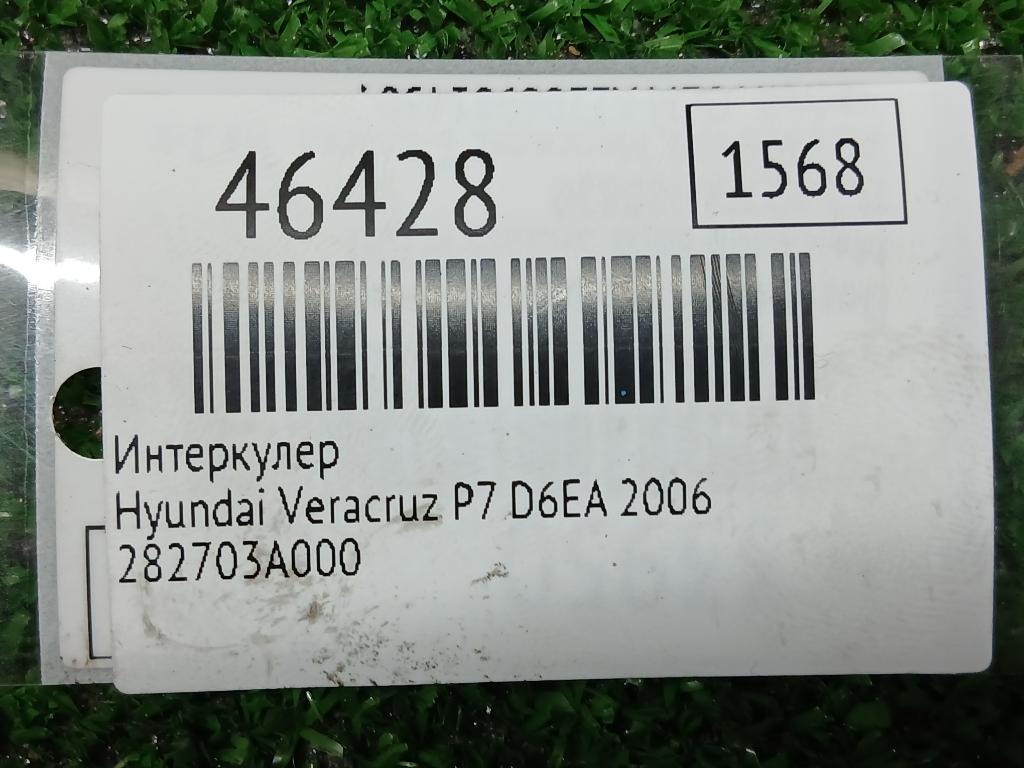 46428
1568
Интеркулер
Hyundai Veracruz P7 D6EA 2006
282703A000